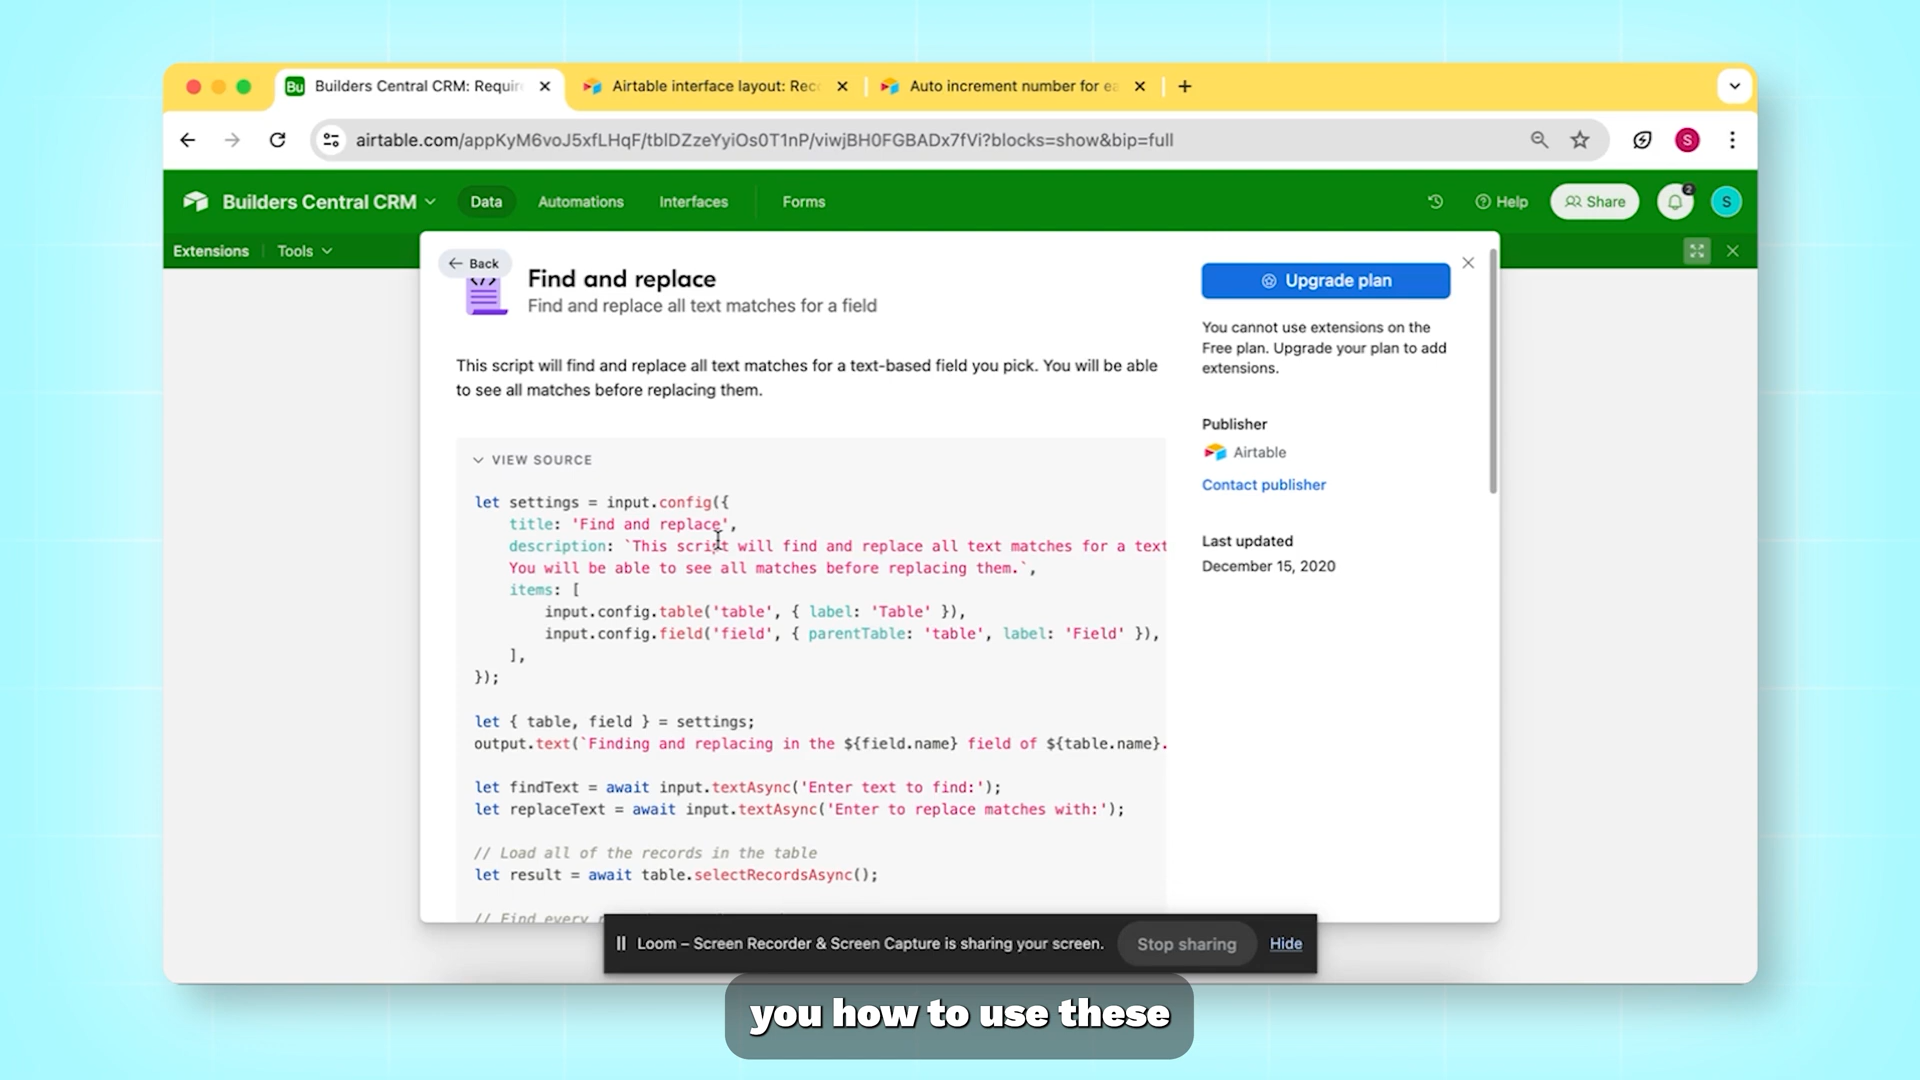 Bu Builders Central CRM: Requir
Airtable interface layout: Rec
Auto increment number for ea
airtable.com/appKyM6voJ5xfLHqF/tblDZzeYyiOs0T1nP/viwjBH0FGBADx7fVi?blocks=show&bip=full
S
Builders Central CRM
Data
Automations
Interfaces
Forms
Help
Share
2
S
Extensions
Tools
Back
Find and replace
Find and replace all text matches for a field
Upgrade plan
You cannot use extensions on the
Free plan. Upgrade your plan to add
extensions.
This script will find and replace all text matches for a text-based field you pick. You will be able
to see all matches before replacing them.
Publisher
Airtable
Contact publisher
Last updated
December 15, 2020
VIEW SOURCE
let settings = input.config({
title: 'Find and replace',
description: `This script will find and replace all text matches for a text
You will be able to see all matches before replacing them.`,
items: [
input.config.table('table', { label: 'Table' }),
input.config.field('field', { parentTable: 'table', label: 'Field' }),
],
});
let { table, field } = settings;
output.text(`Finding and replacing in the ${field.name} field of ${table.name}.
let findText = await input.textAsync('Enter text to find:');
let replaceText = await input.textAsync('Enter to replace matches with:');
// Load all of the records in the table
let result = await table.selectRecordsAsync();
// Find every
Loom – Screen Recorder & Screen Capture is sharing your screen.
Stop sharing
Hide
you how to use these